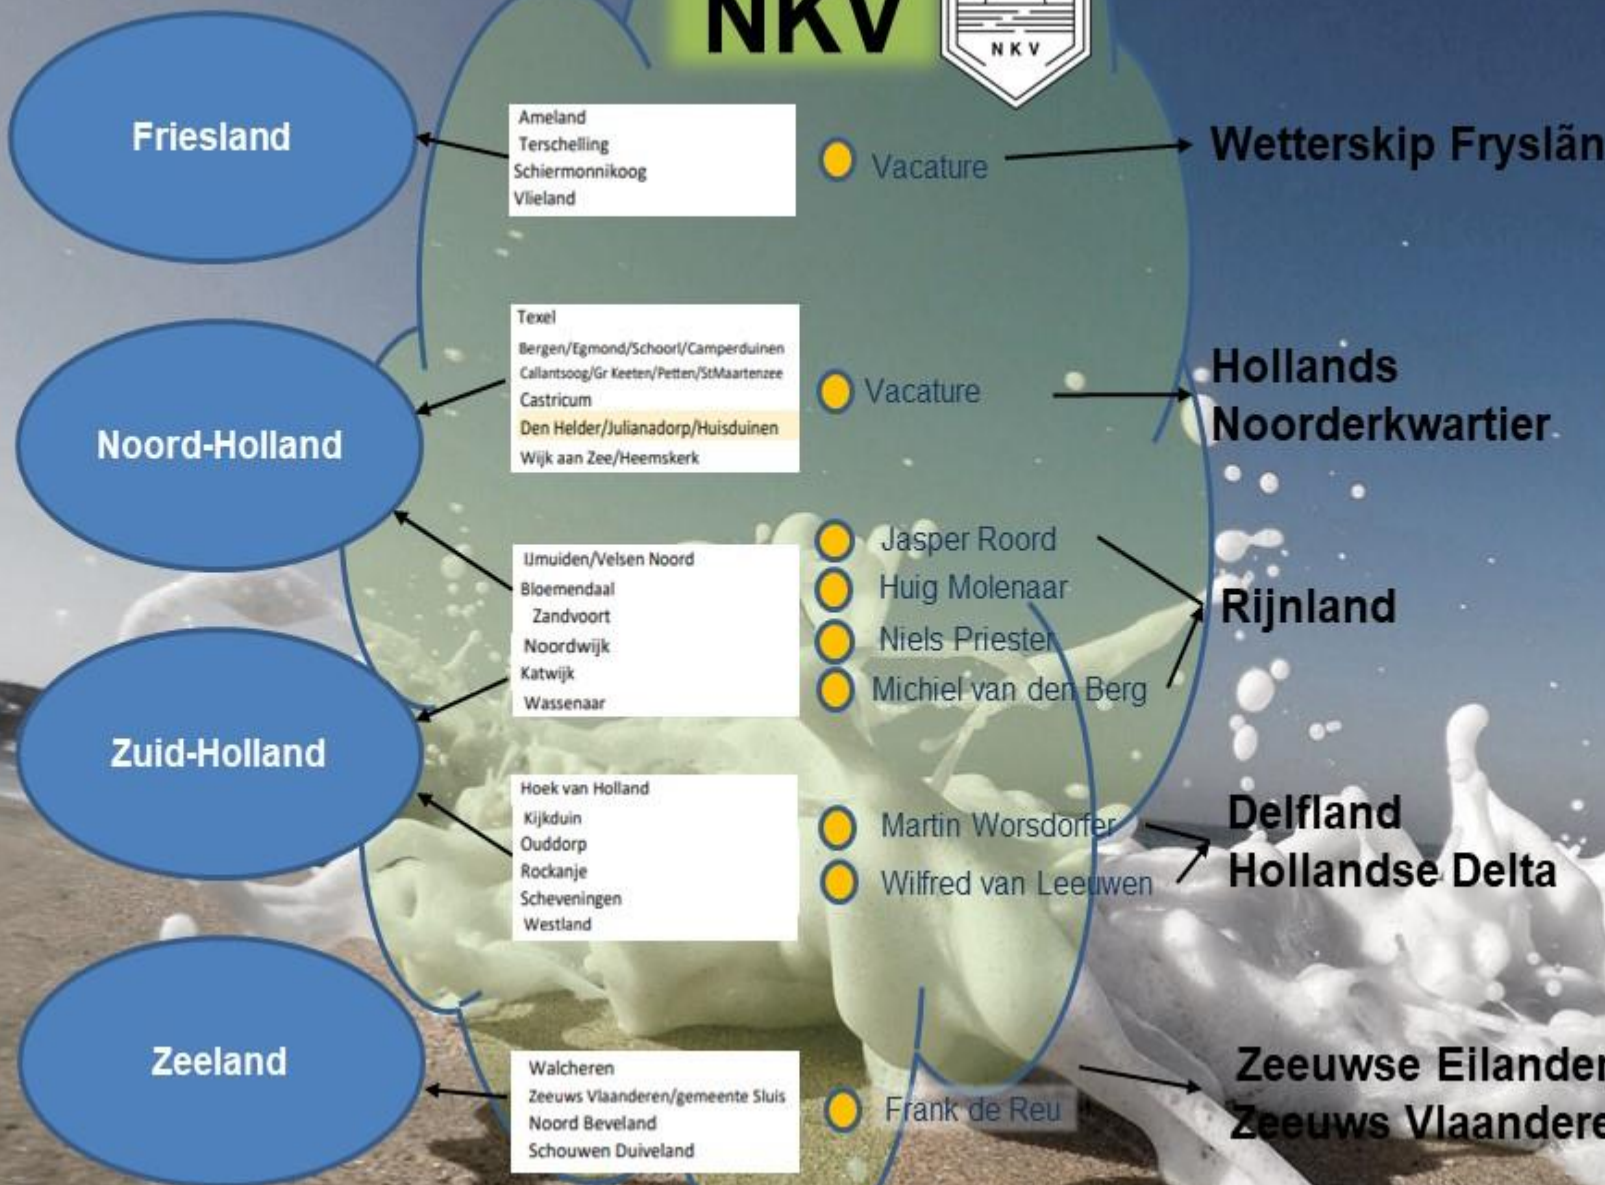 NKV
NKV
Friesland
Ameland
Terschelling
Schiermonnikoog
Vlieland
Vacature
Wetterskip Fryslãn
Noord-Holland
Texel
Bergen/Egmond/Schoorl/Camperduinen
Callantsoog/Gr Keeten/Petten/StMaartenzee
Castricum
Den Helder/Julianadorp/Huisduinen
Wijk aan Zee/Heemskerk
Vacature
Hollands
Noorderkwartier
IJmuiden/Velsen Noord
Bloemendaal
Zandvoort
Noordwijk
Katwijk
Wassenaar
Jasper Roord
Huig Molenaar
Niels Priester
Michiel van den Berg
Rijnland
Zuid-Holland
Hoek van Holland
Kijkduin
Ouddorp
Rockanje
Scheveningen
Westland
Martin Worsdorfer
Wilfred van Leeuwen
Delfland
Hollandse Delta
Zeeland
Walcheren
Zeeuws Vlaanderen/gemeente Sluis
Noord Beveland
Schouwen Duiveland
Frank de Reu
Zeeuwse Eilander
Zeeuws Vlaandere